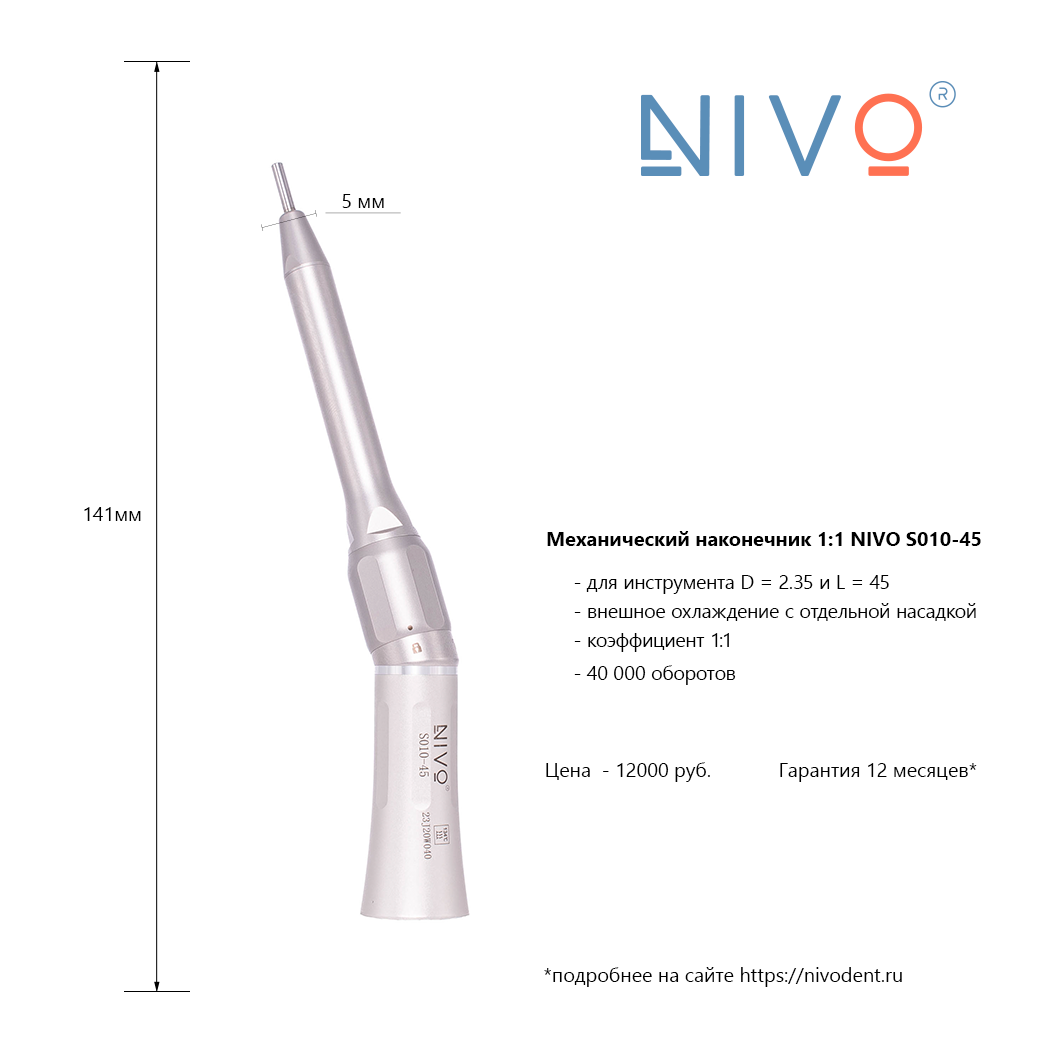 NIVO ®
5 мм
141мм
Механический наконечник 1:1 NIVO S010-45
- для инструмента D = 2.35 и L = 45
- внешное охлаждение с отдельной насадкой
- коэффициент 1:1
- 40 000 оборотов
NIVO ®
S010-45
23J20W040
Цена - 12000 руб.
Гарантия 12 месяцев*
*подробнее на сайте https://nivodent.ru